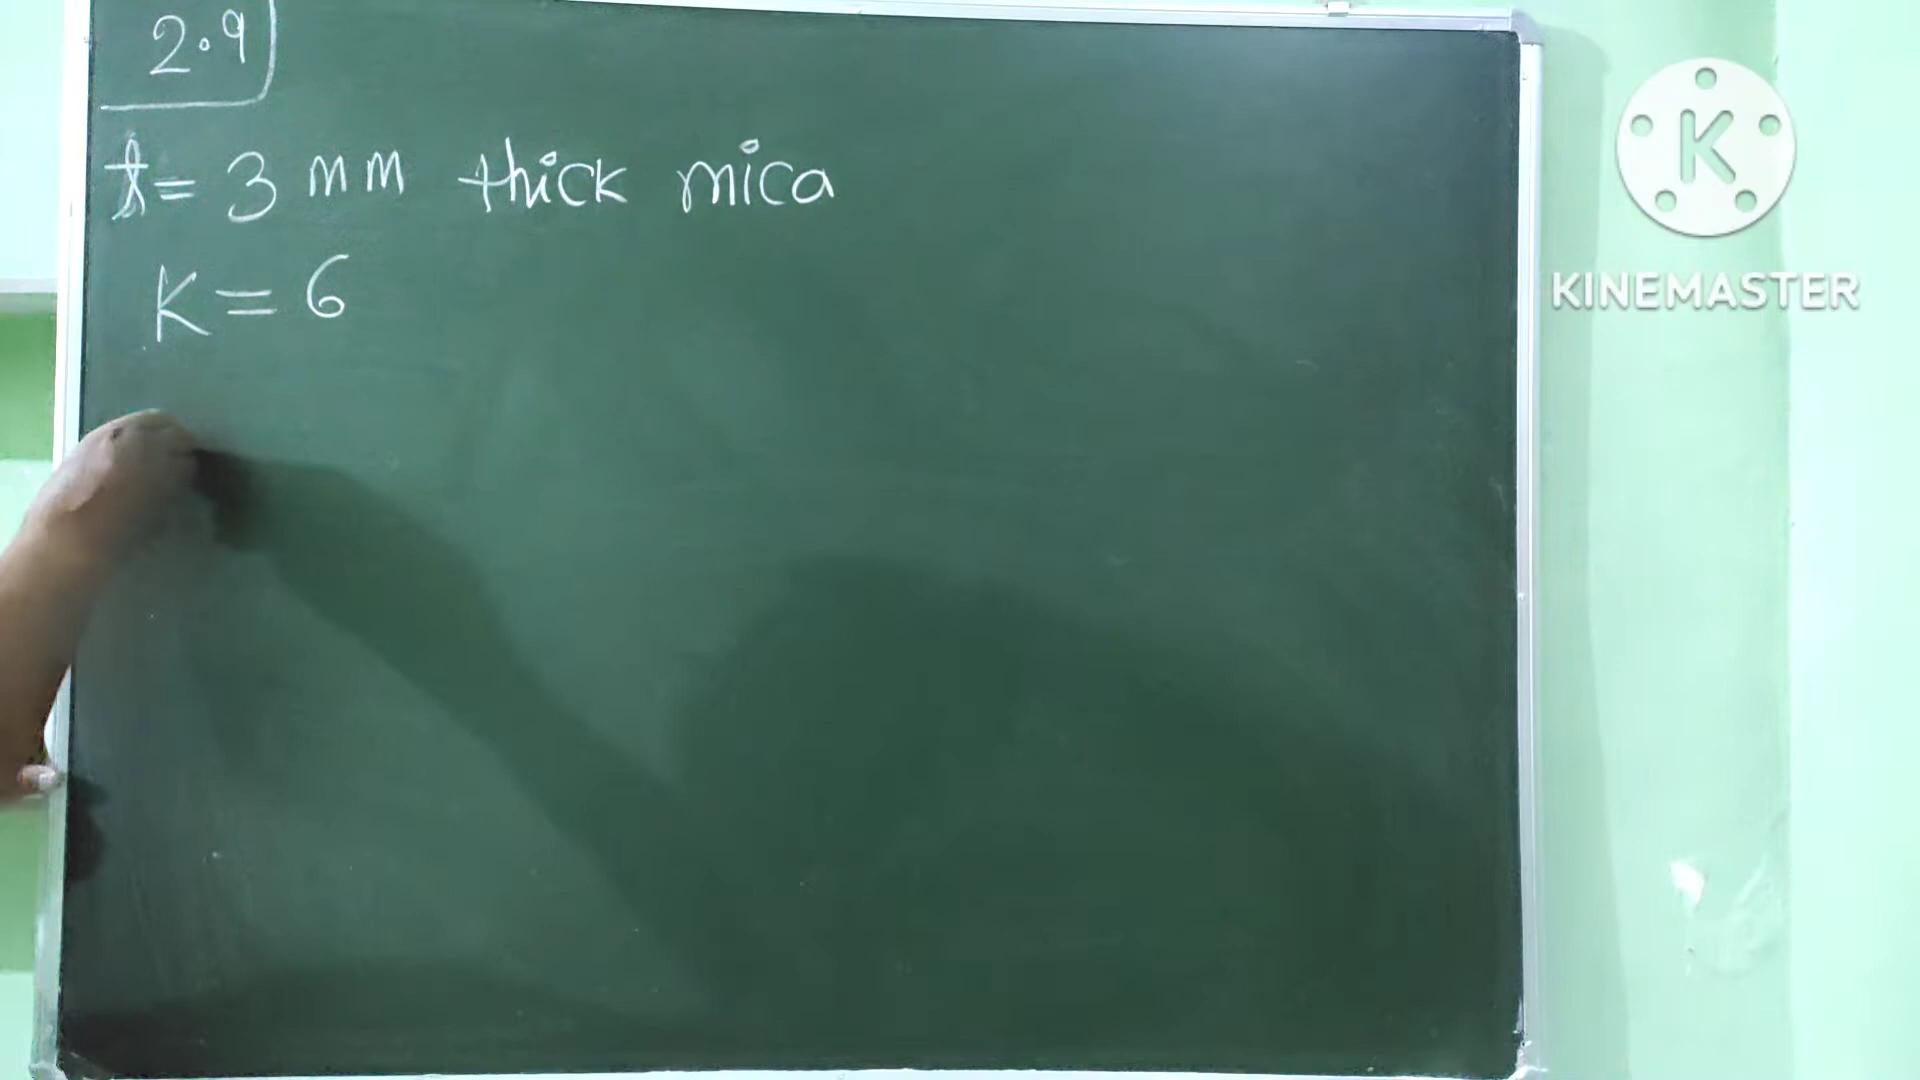 2.9
t = 3 mm thick mica
K = 6
K
KINEMASTER